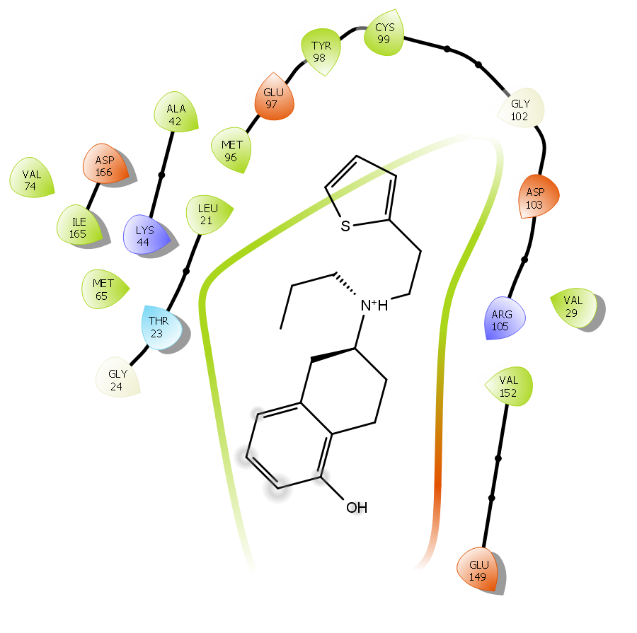 CYS
99
TYR
98
GLU
97
GLY
102
ALA
42
MET
96
ASP
166
VAL
74
ASP
103
LEU
21
ILE
165
LYS
44
S
MET
65
N⁺H
VAL
29
ARG
105
THR
23
GLY
24
VAL
152
OH
GLU
149